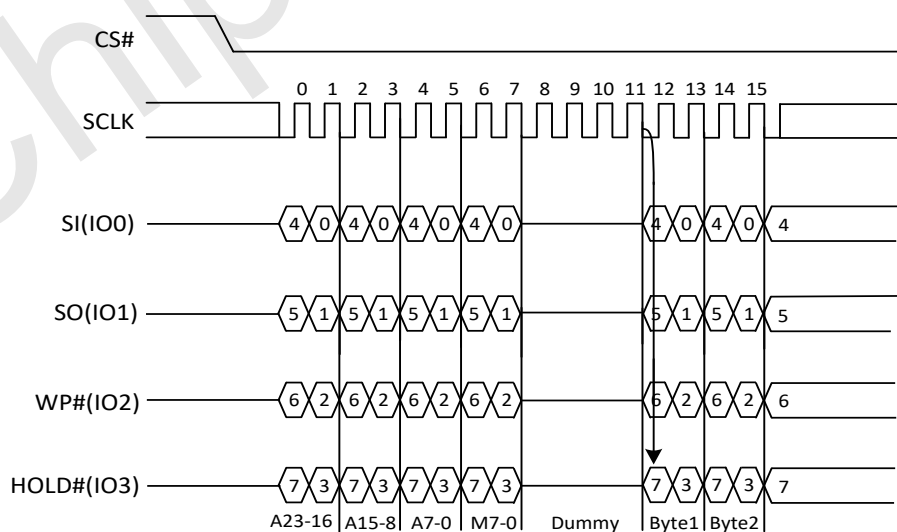 chip
CS#
0 1 2 3 4 5 6 7 8 9 10 11 12 13 14 15
SCLK
SI(IO0) 4 0 4 0 4 0 4 0 4 0 4 0 4
SO(IO1) 5 1 5 1 5 1 5 1 5 1 5 1 5
WP#(IO2) 6 2 6 2 6 2 6 2 6 2 6 2 6
HOLD#(IO3) 7 3 7 3 7 3 7 3 7 3 7 3 7
A23-16 A15-8 A7-0 M7-0 Dummy Byte1 Byte2